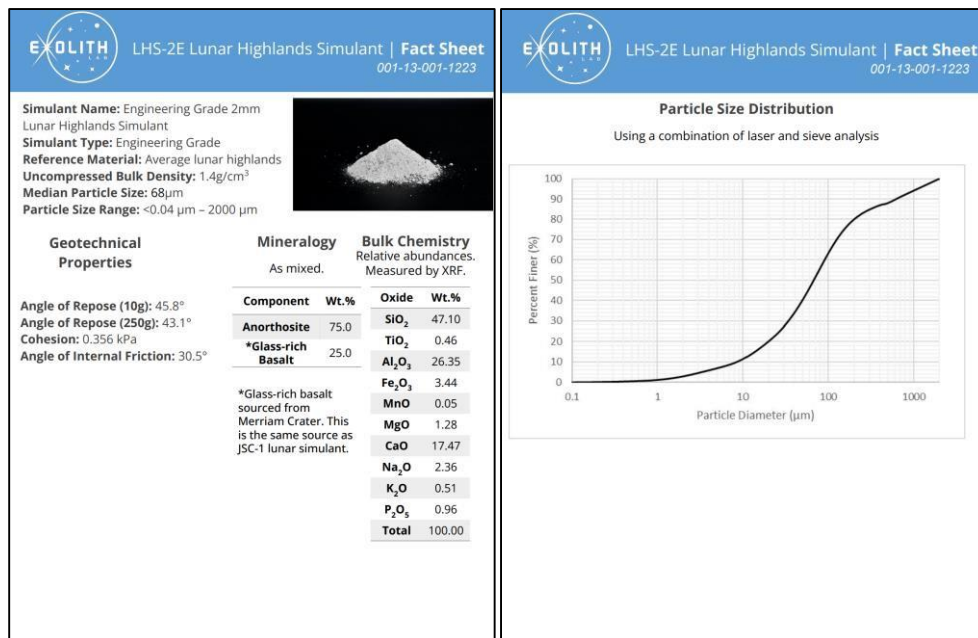 EXOLITH
LAB
LHS-2E Lunar Highlands Simulant | Fact Sheet
001-13-001-1223
Simulant Name: Engineering Grade 2mm
Lunar Highlands Simulant
Simulant Type: Engineering Grade
Reference Material: Average lunar highlands
Uncompressed Bulk Density: 1.4g/cm³
Median Particle Size: 68µm
Particle Size Range: <0.04 µm – 2000 µm
Geotechnical
Properties
Angle of Repose (10g): 45.8°
Angle of Repose (250g): 43.1°
Cohesion: 0.356 kPa
Angle of Internal Friction: 30.5°
Mineralogy
As mixed.
Component Wt.%
Anorthosite 75.0
*Glass-rich
Basalt 25.0
*Glass-rich basalt
sourced from
Merriam Crater. This
is the same source as
JSC-1 lunar simulant.
Bulk Chemistry
Relative abundances.
Measured by XRF.
Oxide Wt.%
SiO₂ 47.10
TiO₂ 0.46
Al₂O₃ 26.35
Fe₂O₃ 3.44
MnO 0.05
MgO 1.28
CaO 17.47
Na₂O 2.36
K₂O 0.51
P₂O₅ 0.96
Total 100.00
EXOLITH
LAB
LHS-2E Lunar Highlands Simulant | Fact Sheet
001-13-001-1223
Particle Size Distribution
Using a combination of laser and sieve analysis
Percent Finer (%)
100
90
80
70
60
50
40
30
20
10
0
0.1 1 10 100 1000
Particle Diameter (µm)